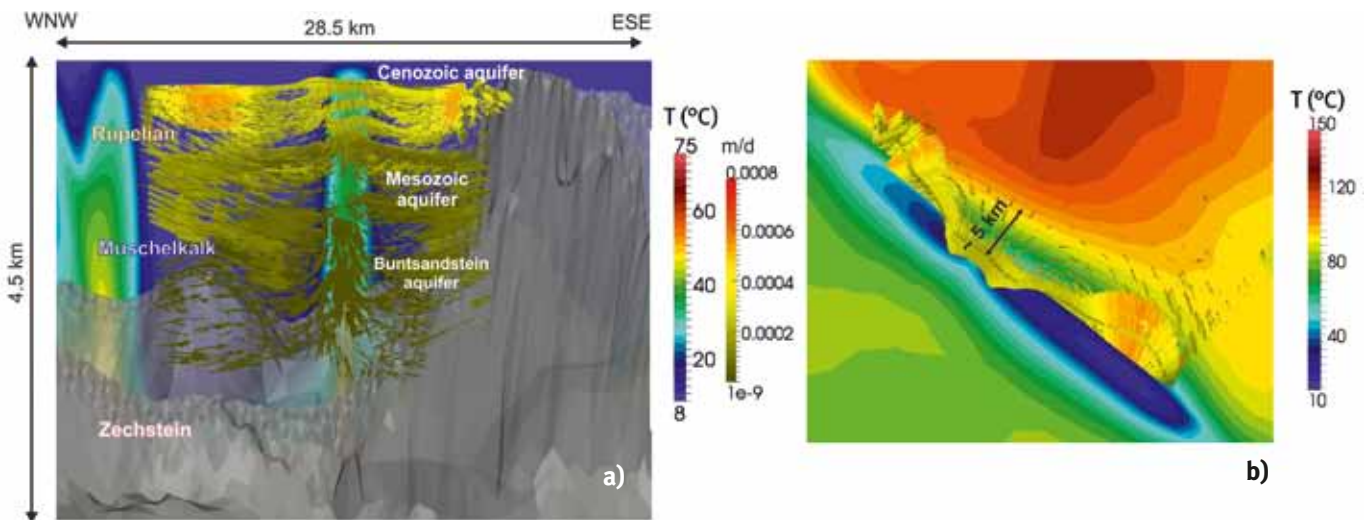 WNW
28.5 km
ESE
4.5 km
Cenozoic aquifer
Rupelian
Mesozoic
aquifer
Muschelkalk
Buntsandstein
aquifer
Zechstein
a)
T (ºC)
75
60
40
20
8
m/d
0.0008
0.0006
0.0004
0.0002
1e-9
~ 5 km
b)
T (ºC)
150
120
80
40
10